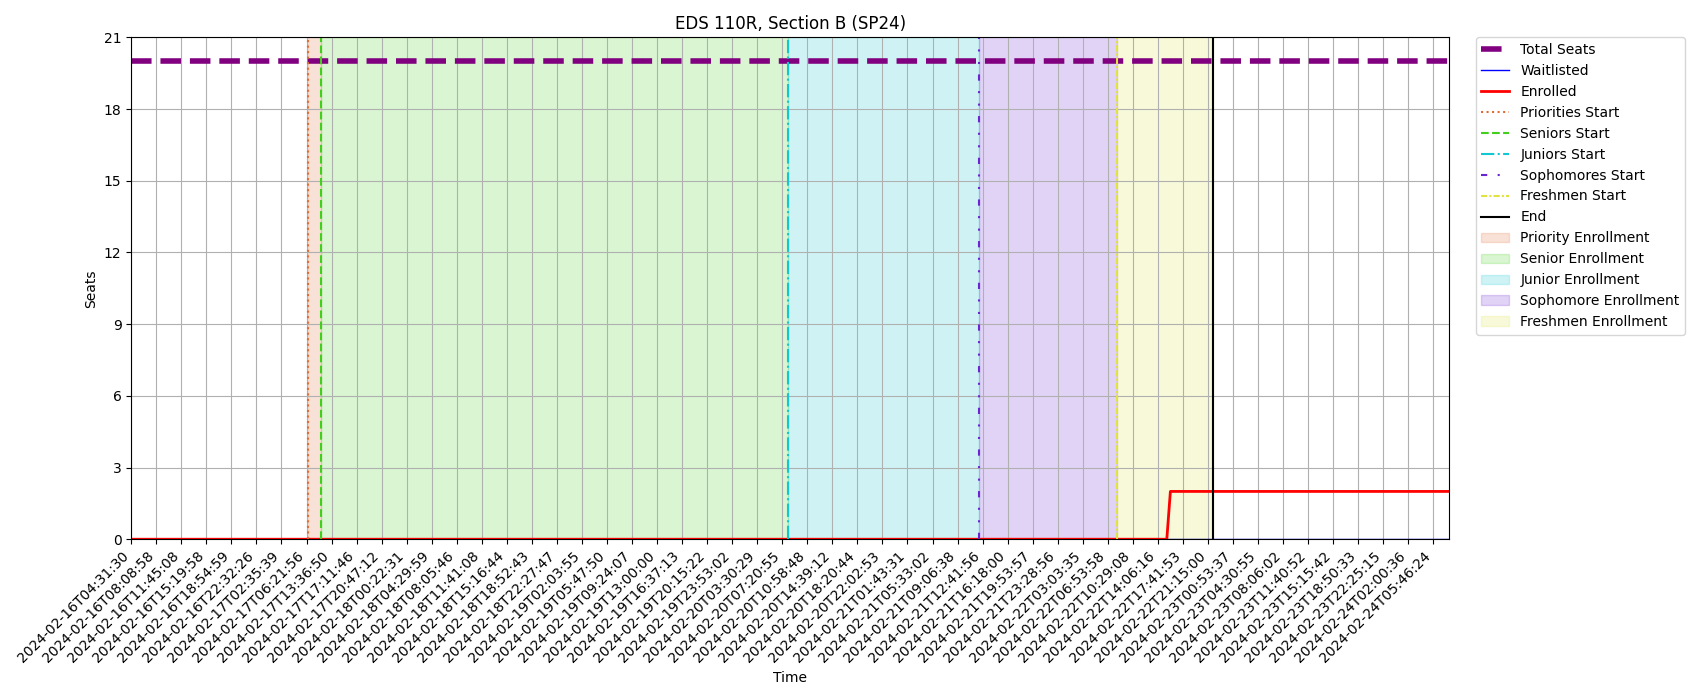 EDS 110R, Section B (SP24)
21
18
15
12
9
6
3
0
Seats
2024-02-16T04:31:30
2024-02-16T08:08:58
2024-02-16T11:45:08
2024-02-16T15:19:58
2024-02-16T18:54:59
2024-02-16T22:32:26
2024-02-17T02:35:39
2024-02-17T06:21:56
2024-02-17T13:36:50
2024-02-17T17:11:46
2024-02-17T20:47:12
2024-02-18T00:22:31
2024-02-18T04:29:59
2024-02-18T08:05:46
2024-02-18T11:41:08
2024-02-18T15:16:44
2024-02-18T18:52:43
2024-02-18T22:27:47
2024-02-19T02:03:55
2024-02-19T05:47:50
2024-02-19T09:24:07
2024-02-19T13:00:00
2024-02-19T16:37:13
2024-02-19T20:15:22
2024-02-19T23:53:02
2024-02-20T03:30:29
2024-02-20T07:20:55
2024-02-20T10:58:48
2024-02-20T14:39:12
2024-02-20T18:20:44
2024-02-20T22:02:53
2024-02-21T01:43:31
2024-02-21T05:33:02
2024-02-21T09:06:38
2024-02-21T12:41:56
2024-02-21T16:18:00
2024-02-21T19:53:57
2024-02-21T23:28:56
2024-02-22T03:03:35
2024-02-22T06:53:58
2024-02-22T10:29:08
2024-02-22T14:06:16
2024-02-22T17:41:53
2024-02-22T21:15:00
2024-02-23T00:53:37
2024-02-23T04:30:55
2024-02-23T08:06:02
2024-02-23T11:40:52
2024-02-23T15:15:42
2024-02-23T18:50:33
2024-02-23T22:25:15
2024-02-24T02:00:36
2024-02-24T05:46:24
Time
Total Seats
Waitlisted
Enrolled
Priorities Start
Seniors Start
Juniors Start
Sophomores Start
Freshmen Start
End
Priority Enrollment
Senior Enrollment
Junior Enrollment
Sophomore Enrollment
Freshmen Enrollment